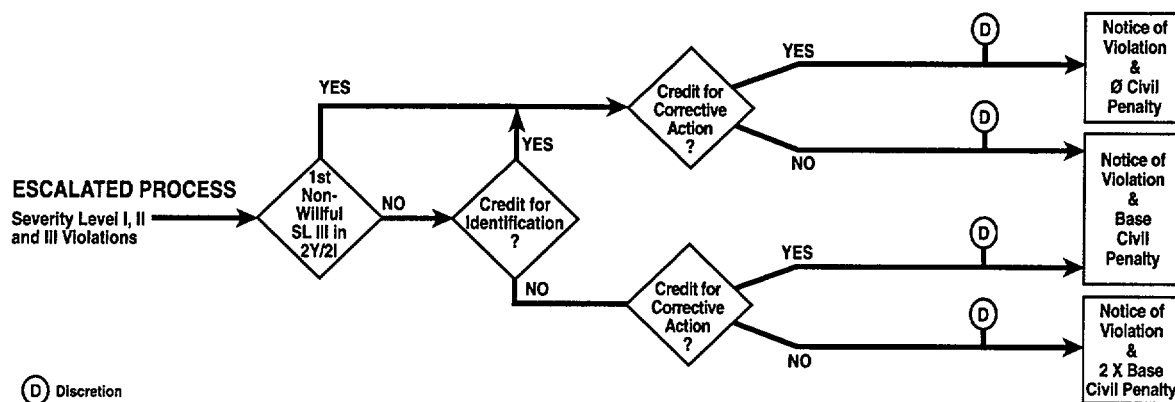 ESCALATED PROCESS
Severity Level I, II
and III Violations
1st
Non-
Willful
SL III in
2Y/2I
YES
NO
Credit for
Identification
?
YES
NO
Credit for
Corrective
Action
?
YES
NO
D
D
Notice of
Violation
&
Ø Civil
Penalty
Notice of
Violation
&
Base
Civil
Penalty
Credit for
Corrective
Action
?
YES
NO
D
D
Notice of
Violation
&
2 X Base
Civil Penalty
D Discretion